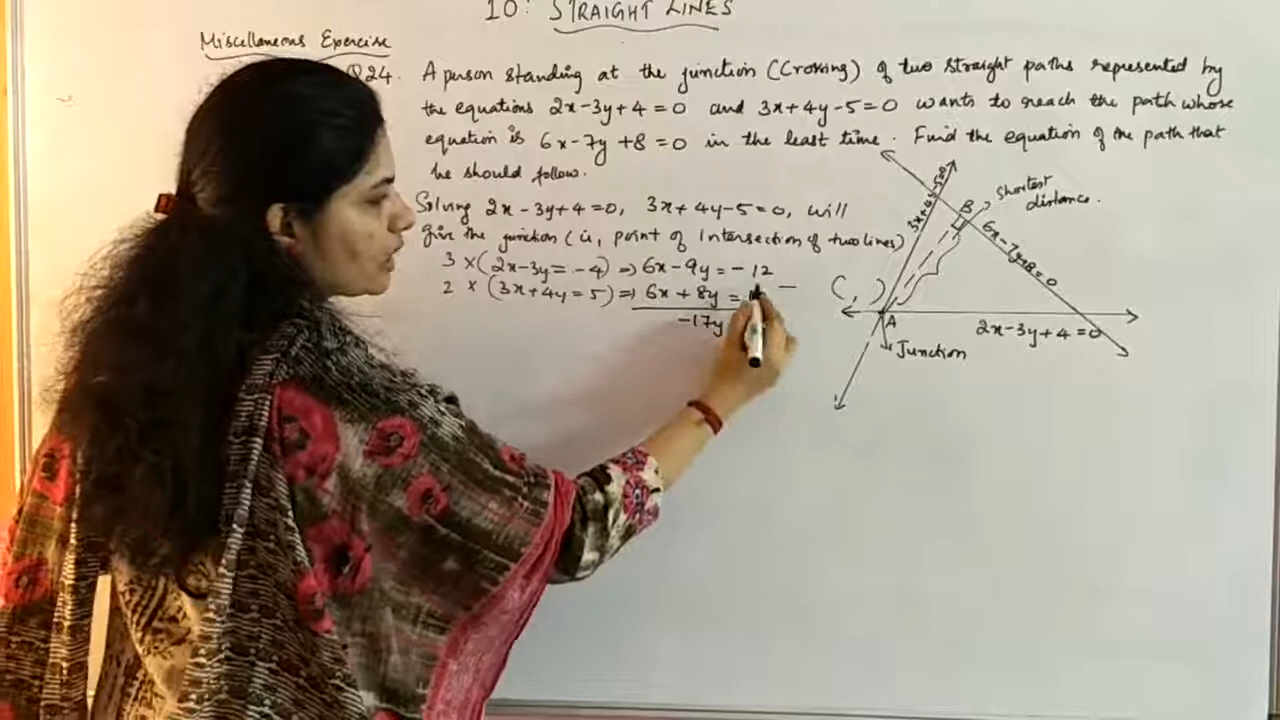 10: STRAIGHT LINES
Miscellaneous Exercise
Q24. A person standing at the junction (Crossing) of two straight paths represented by
the equations 2x-3y+4=0 and 3x+4y-5=0 wants to reach the path whose
equation is 6x-7y+8=0 in the least time. Find the equation of the path that
he should follow.
Solving 2x-3y+4=0, 3x+4y-5=0, will
give the junction (ie, point of Intersection of two lines)
3 ×(2x-3y=-4) ⇒ 6x-9y=-12
2 × (3x+4y=5) ⇒ 6x+8y=
-17y
3x+4y-5=0
B
Shortest
distance.
6x-7y+8=0
( , )
A
2x-3y+4=0
Junction